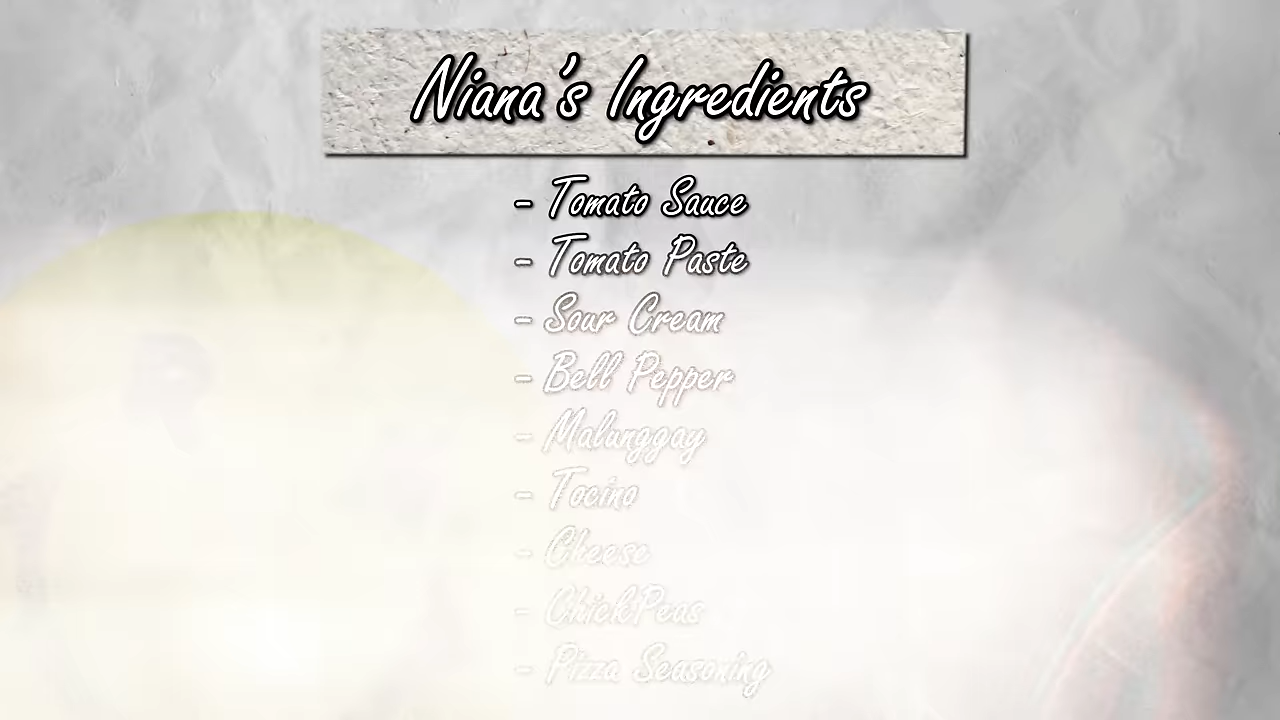 Niana's Ingredients
- Tomato Sauce
- Tomato Paste
- Sour Cream
- Bell Pepper
- Malunggay
- Tocino
- Cheese
- ChickPeas
- Pizza Seasoning